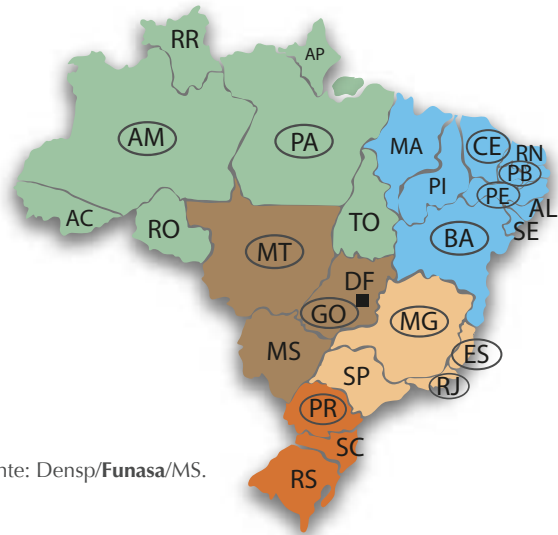 RR
AP
AM
PA
MA
CE
RN
PB
PI
PE
AL
SE
AC
RO
TO
BA
MT
DF
GO
MG
MS
ES
SP
RJ
PR
SC
RS
nte: Densp/Funasa/MS.